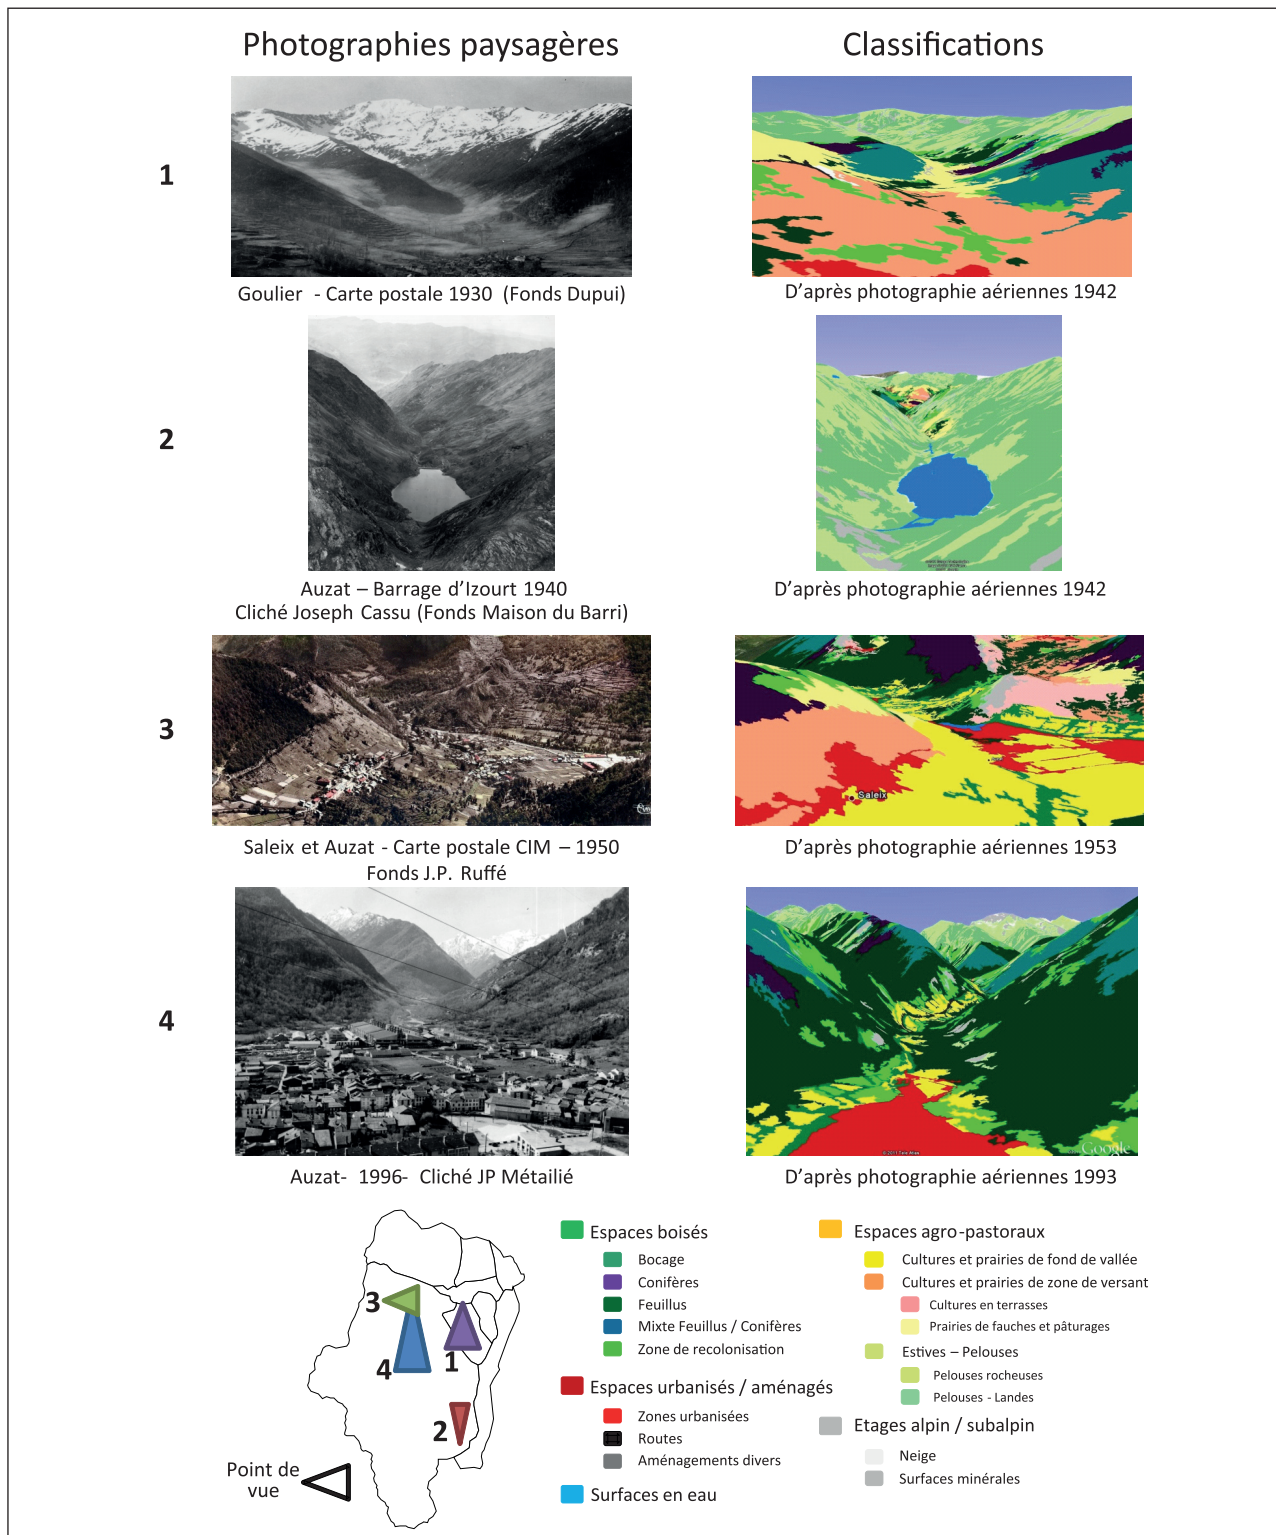 Photographies paysagères
Classifications
1
Goulier - Carte postale 1930 (Fonds Dupui)
D'après photographie aériennes 1942
2
Auzat – Barrage d'Izourt 1940
Cliché Joseph Cassu (Fonds Maison du Barri)
D'après photographie aériennes 1942
3
Saleix
Saleix et Auzat - Carte postale CIM – 1950
Fonds J.P. Ruffé
D'après photographie aériennes 1953
4
Google
Auzat- 1996- Cliché JP Métailié
D'après photographie aériennes 1993
3
4
1
2
Point de
vue
Espaces boisés
Bocage
Conifères
Feuillus
Mixte Feuillus / Conifères
Zone de recolonisation
Espaces urbanisés / aménagés
Zones urbanisées
Routes
Aménagements divers
Surfaces en eau
Espaces agro-pastoraux
Cultures et prairies de fond de vallée
Cultures et prairies de zone de versant
Cultures en terrasses
Prairies de fauches et pâturages
Estives – Pelouses
Pelouses rocheuses
Pelouses - Landes
Etages alpin / subalpin
Neige
Surfaces minérales